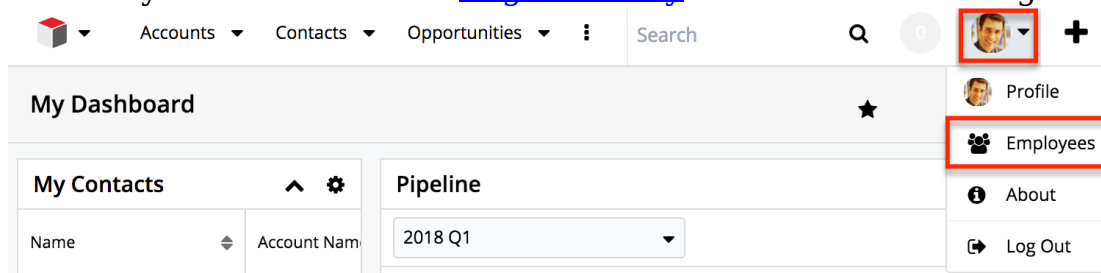 Accounts Contacts Opportunities Search 0
My Dashboard
Profile
Employees
About
Log Out
My Contacts
Name Account Nam
Pipeline
2018 Q1